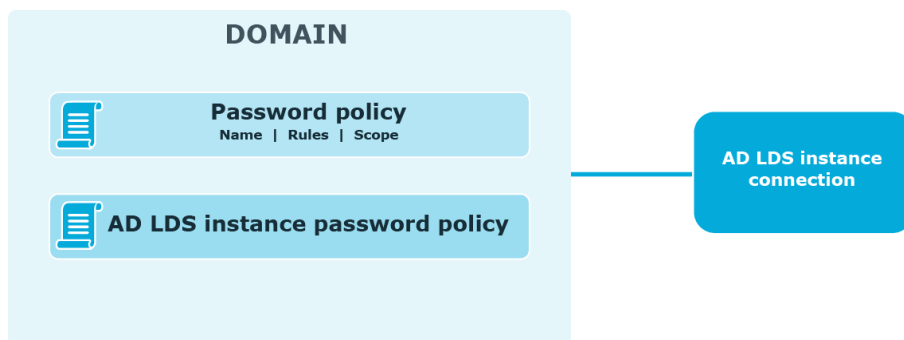 DOMAIN
Password policy
Name | Rules | Scope
AD LDS instance password policy
AD LDS instance
connection